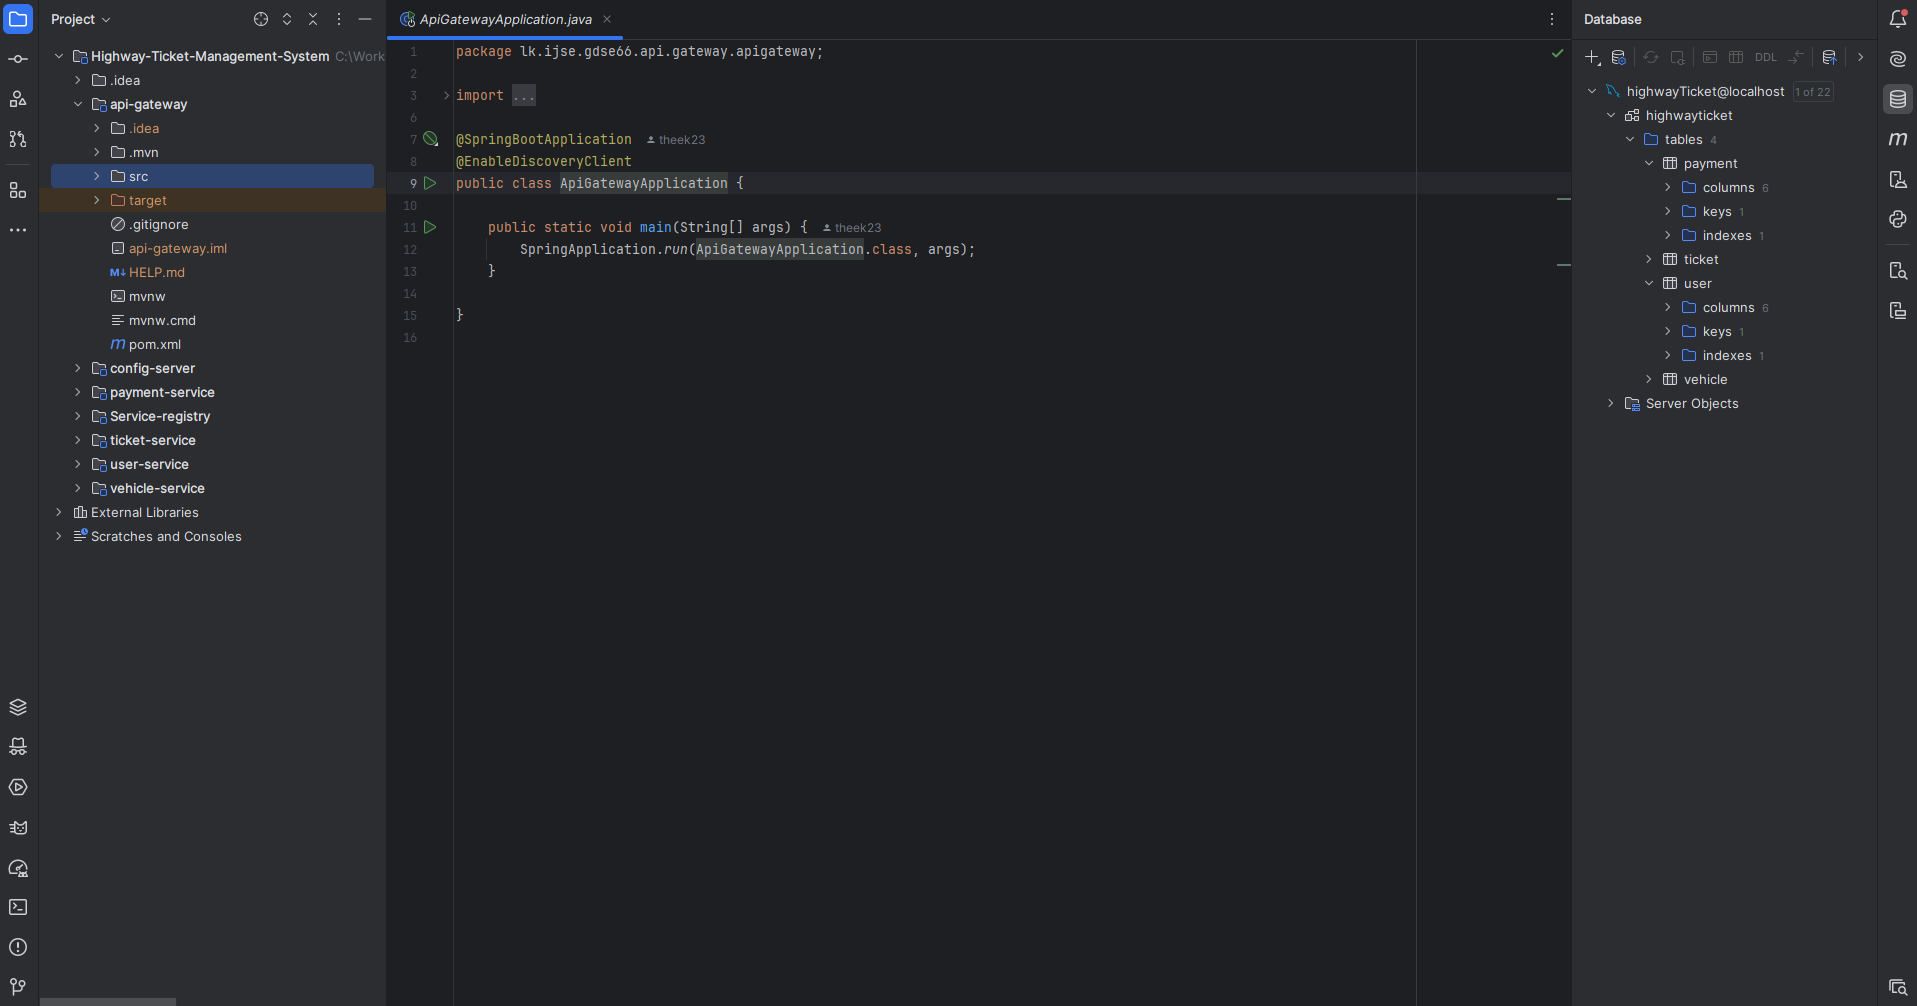 Project
Highway-Ticket-Management-System C:\Work
.idea
api-gateway
.idea
.mvn
src
target
.gitignore
api-gateway.iml
M↓ HELP.md
mvnw
mvnw.cmd
m pom.xml
config-server
payment-service
Service-registry
ticket-service
user-service
vehicle-service
External Libraries
Scratches and Consoles
ApiGatewayApplication.java
1 package lk.ijse.gdse66.api.gateway.apigateway;
2
3 import ...
6
7 @SpringBootApplication theek23
8 @EnableDiscoveryClient
9 public class ApiGatewayApplication {
10
11 public static void main(String[] args) { theek23
12 SpringApplication.run(ApiGatewayApplication.class, args);
13 }
14
15 }
16
Database
DDL
highwayTicket@localhost 1 of 22
highwayticket
tables 4
payment
columns 6
keys 1
indexes 1
ticket
user
columns 6
keys 1
indexes 1
vehicle
Server Objects
m